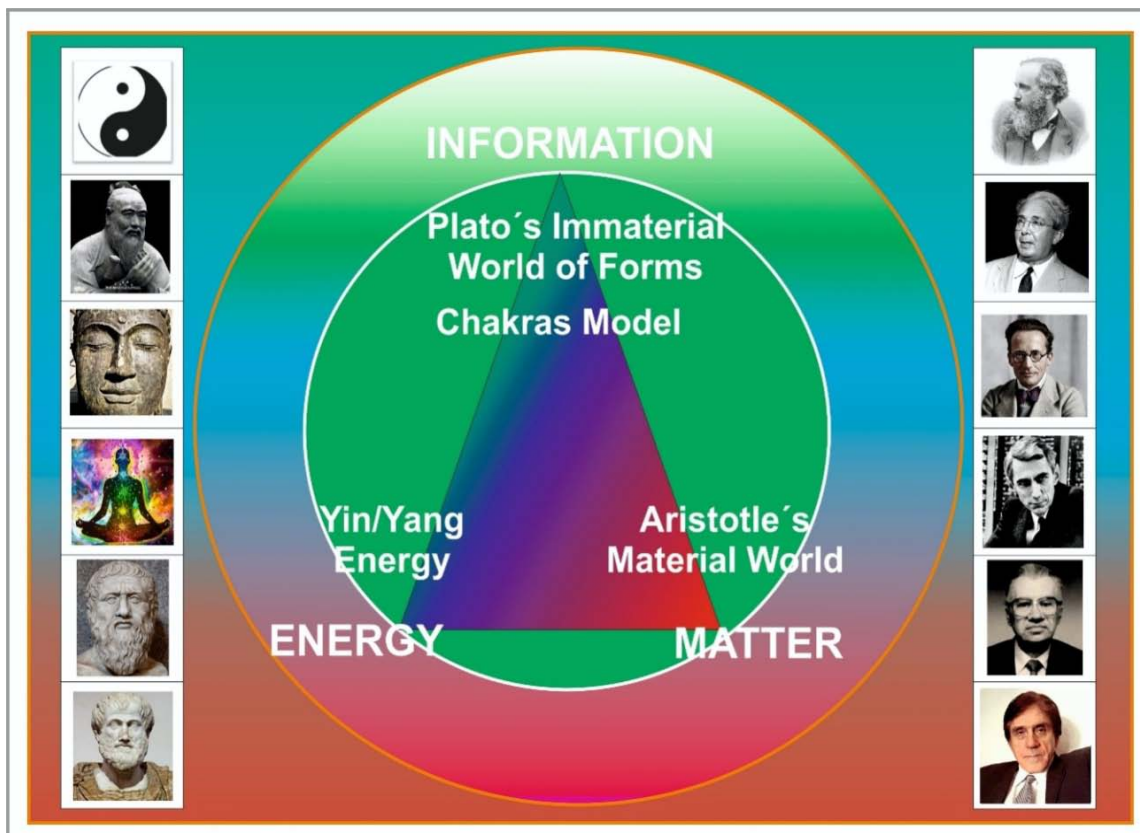 INFORMATION
Plato´s Immaterial
World of Forms
Chakras Model
Yin/Yang
Energy
Aristotle´s
Material World
ENERGY
MATTER